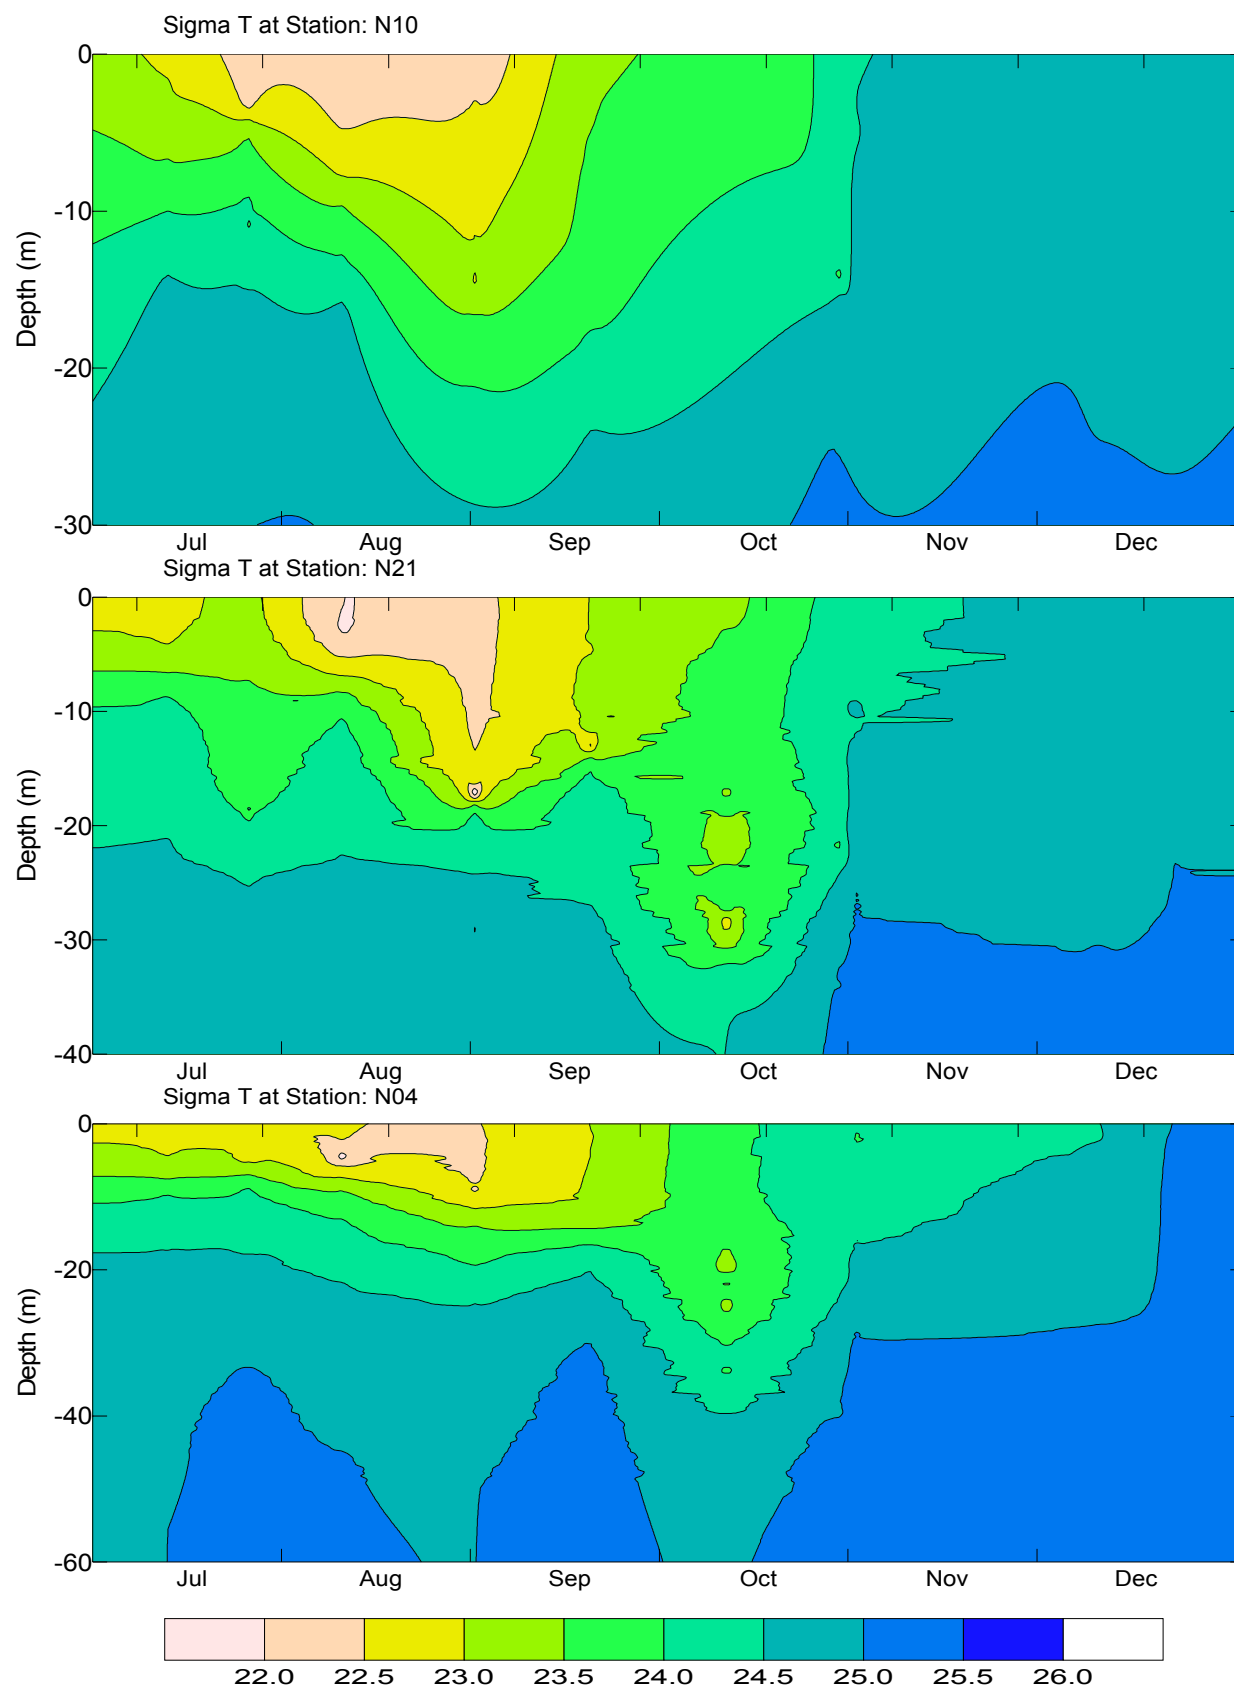 Sigma T at Station: N10
0
-10
-20
-30
Depth (m)
Jul Aug Sep Oct Nov Dec
Sigma T at Station: N21
0
-10
-20
-30
-40
Depth (m)
Jul Aug Sep Oct Nov Dec
Sigma T at Station: N04
0
-20
-40
-60
Depth (m)
Jul Aug Sep Oct Nov Dec
22.0 22.5 23.0 23.5 24.0 24.5 25.0 25.5 26.0